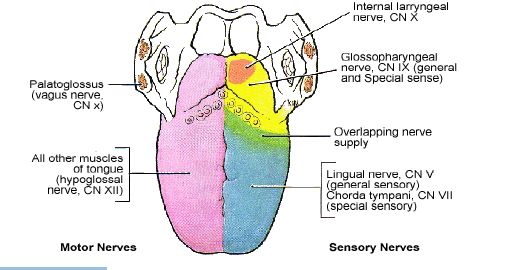 Internal larryngeal
nerve, CN X
Glossopharyngeal
nerve, CN IX (general
and Special sense)
Palatoglossus
(vagus nerve,
CN x)
Overlapping nerve
supply
All other muscles
of tongue
(hypoglossal
nerve, CN XII)
Lingual nerve, CN V
(general sensory)
Chorda tympani, CN VII
(special sensory)
Motor Nerves
Sensory Nerves